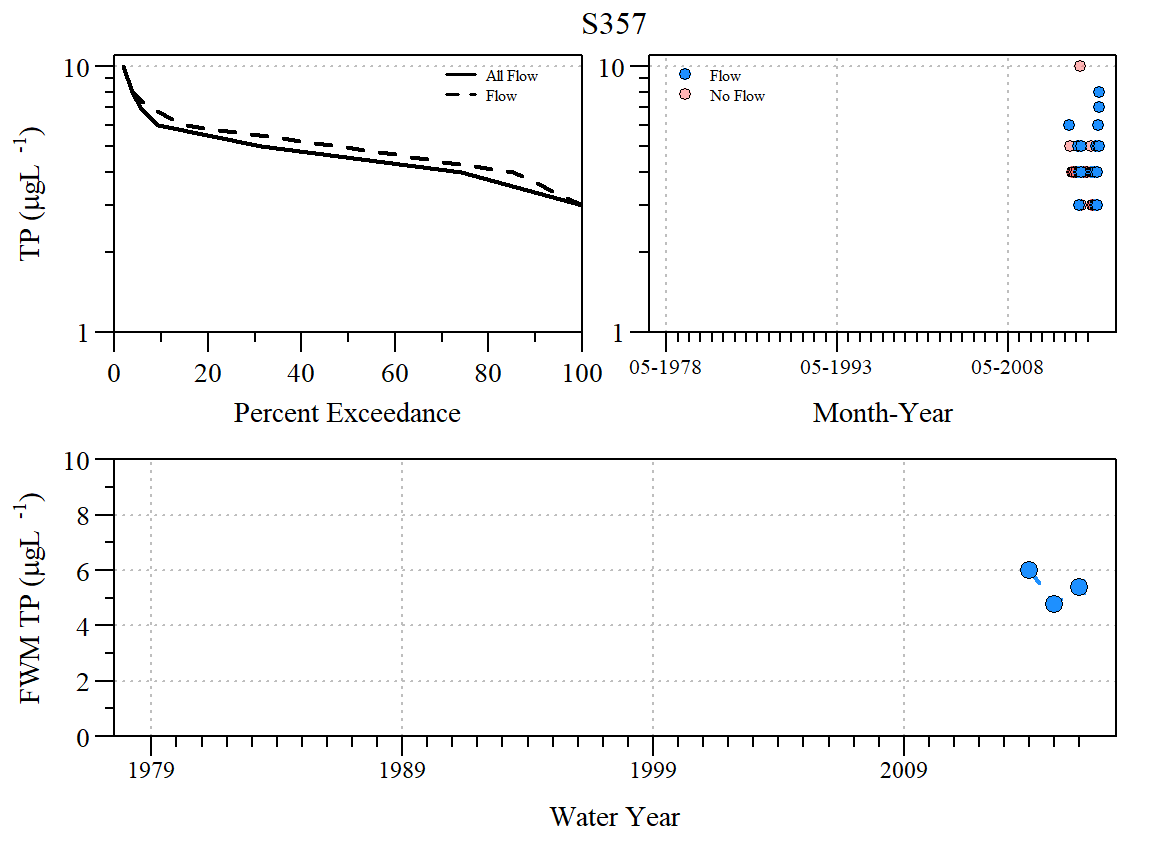 S357
10
1
TP (μgL -1)
All Flow
Flow
0 20 40 60 80 100
Percent Exceedance
10
1
Flow
No Flow
05-1978 05-1993 05-2008
Month-Year
10
8
6
4
2
0
FWM TP (μgL -1)
1979 1989 1999 2009
Water Year